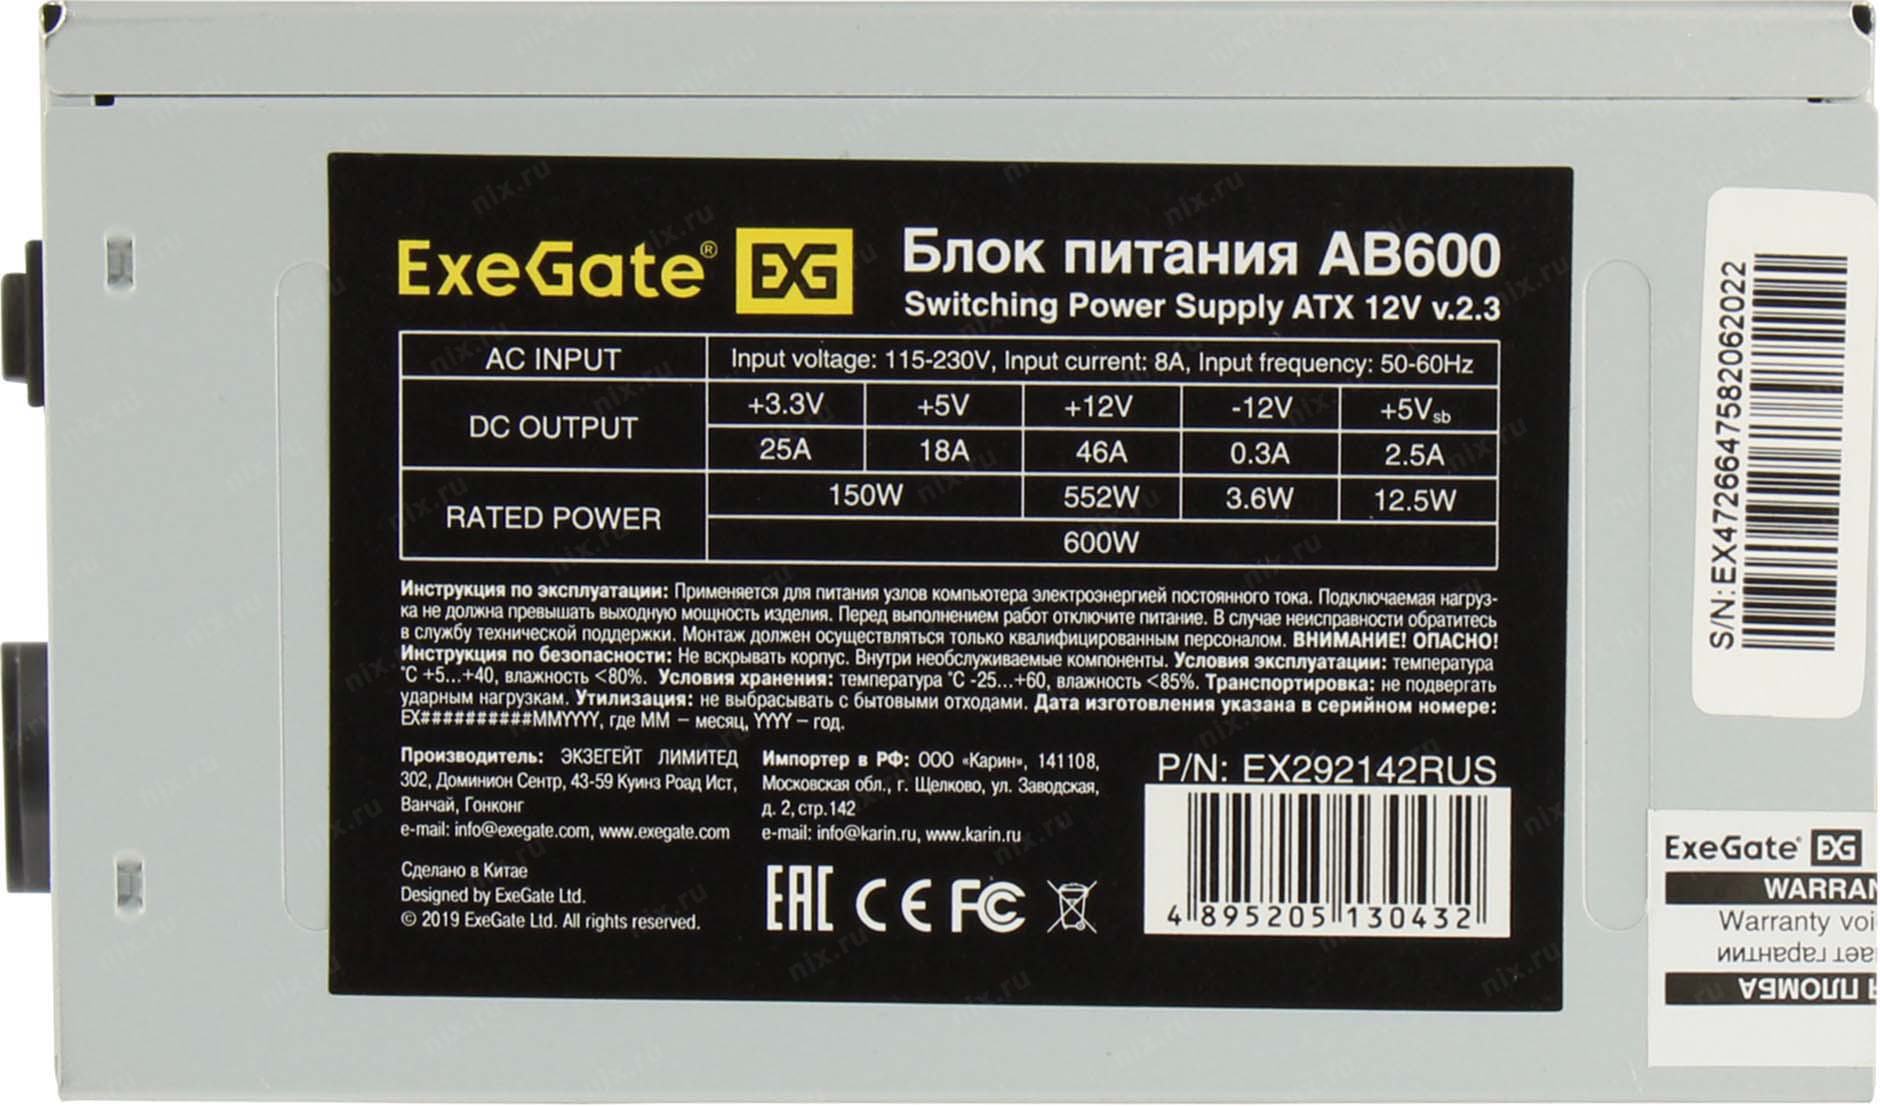 ExeGate® EXG
Блок питания AB600
Switching Power Supply ATX 12V v.2.3
AC INPUT Input voltage: 115-230V, Input current: 8A, Input frequency: 50-60Hz
DC OUTPUT +3.3V +5V +12V -12V +5Vsb
25A 18A 46A 0.3A 2.5A
RATED POWER 150W 552W 3.6W 12.5W
600W
Инструкция по эксплуатации: Применяется для питания узлов компьютера электроэнергией постоянного тока. Подключаемая нагруз-
ка не должна превышать выходную мощность изделия. Перед выполнением работ отключите питание. В случае неисправности обратитесь
в службу технической поддержки. Монтаж должен осуществляться только квалифицированным персоналом. ВНИМАНИЕ! ОПАСНО!
Инструкция по безопасности: Не вскрывать корпус. Внутри необслуживаемые компоненты. Условия эксплуатации: температура
°C +5...+40, влажность <80%. Условия хранения: температура °C -25...+60, влажность <85%. Транспортировка: не подвергать
ударным нагрузкам. Утилизация: не выбрасывать с бытовыми отходами. Дата изготовления указана в серийном номере:
EX##########MMYYYY, где MM – месяц, YYYY – год.
Производитель: ЭКЗЕГЕЙТ ЛИМИТЕД
302, Доминион Сентр, 43-59 Куинз Роад Ист,
Ванчай, Гонконг
e-mail: info@exegate.com, www.exegate.com
Импортер в РФ: ООО «Карин», 141108,
Московская обл., г. Щелково, ул. Заводская,
д. 2, стр.142
e-mail: info@karin.ru, www.karin.ru
Сделано в Китае
Designed by ExeGate Ltd.
© 2019 ExeGate Ltd. All rights reserved.
EAC CE FC
P/N: EX292142RUS
4 895205 130432
S/N:EX4726647582062022
ExeGate® EXG
WARRAN
Warranty voi
ает гарантии
Я ПЛОМБА
nix.ru